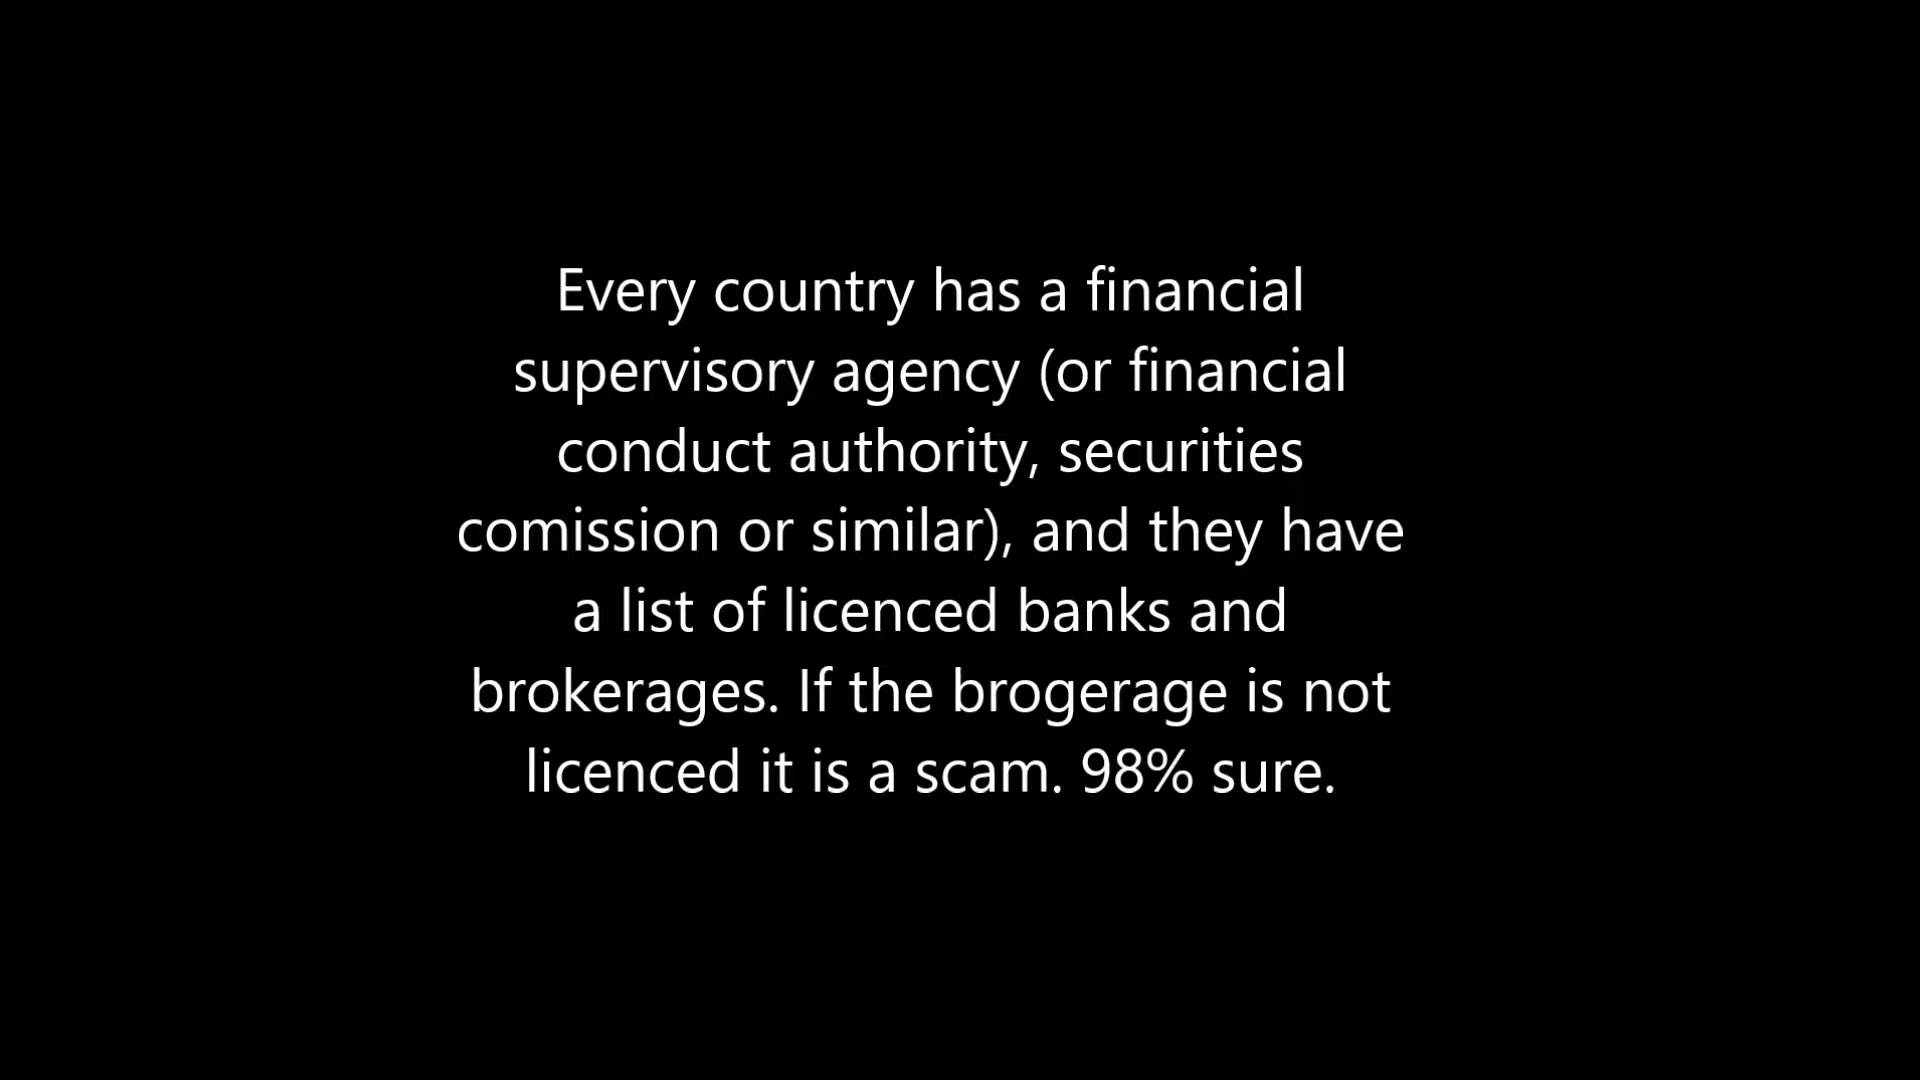 Every country has a financial
supervisory agency (or financial
conduct authority, securities
comission or similar), and they have
a list of licenced banks and
brokerages. If the brogerage is not
licenced it is a scam. 98% sure.